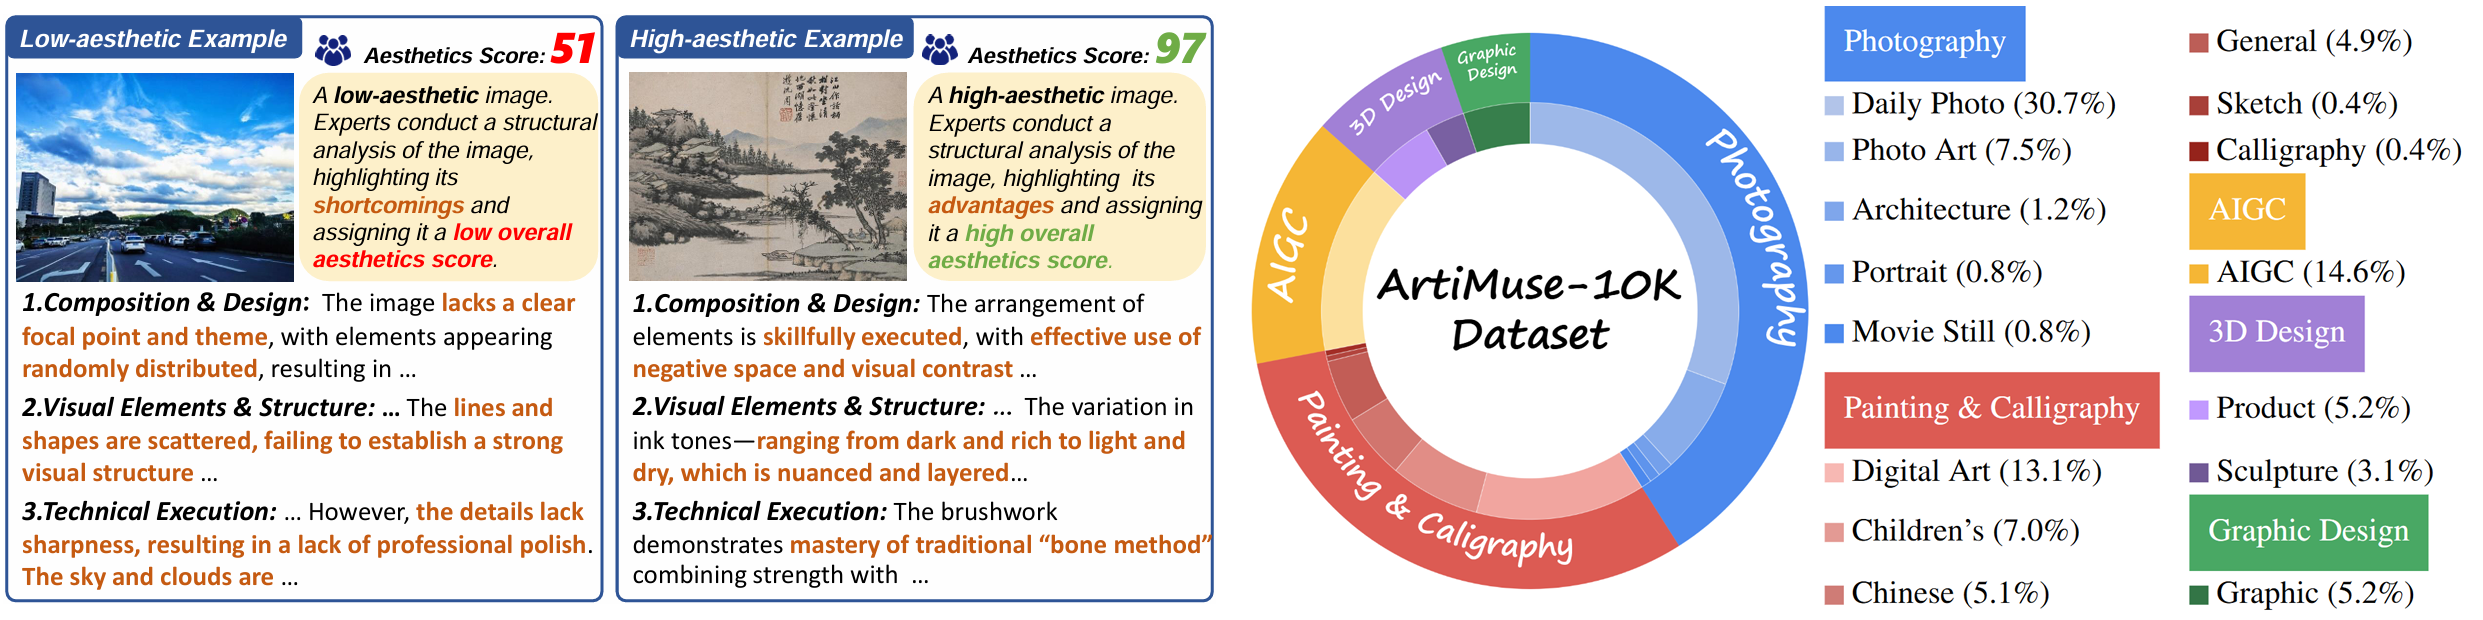 Low-aesthetic Example
Aesthetics Score: 51
A low-aesthetic image.
Experts conduct a structural
analysis of the image,
highlighting its
shortcomings and
assigning it a low overall
aesthetics score.
1.Composition & Design: The image lacks a clear
focal point and theme, with elements appearing
randomly distributed, resulting in ...
2.Visual Elements & Structure: ... The lines and
shapes are scattered, failing to establish a strong
visual structure ...
3.Technical Execution: ... However, the details lack
sharpness, resulting in a lack of professional polish.
The sky and clouds are ...
High-aesthetic Example
Aesthetics Score: 97
A high-aesthetic image.
Experts conduct a
structural analysis of the
image, highlighting its
advantages and assigning
it a high overall
aesthetics score.
1.Composition & Design: The arrangement of
elements is skillfully executed, with effective use of
negative space and visual contrast ...
2.Visual Elements & Structure: ... The variation in
ink tones—ranging from dark and rich to light and
dry, which is nuanced and layered...
3.Technical Execution: The brushwork
demonstrates mastery of traditional “bone method”
combining strength with ...
Graphic
Design
3D Design
AIGC
Painting & Caligraphy
Photography
ArtiMuse-10K
Dataset
Photography
Daily Photo (30.7%)
Photo Art (7.5%)
Architecture (1.2%)
Portrait (0.8%)
Movie Still (0.8%)
Painting & Calligraphy
Digital Art (13.1%)
Children’s (7.0%)
Chinese (5.1%)
General (4.9%)
Sketch (0.4%)
Calligraphy (0.4%)
AIGC
AIGC (14.6%)
3D Design
Product (5.2%)
Sculpture (3.1%)
Graphic Design
Graphic (5.2%)